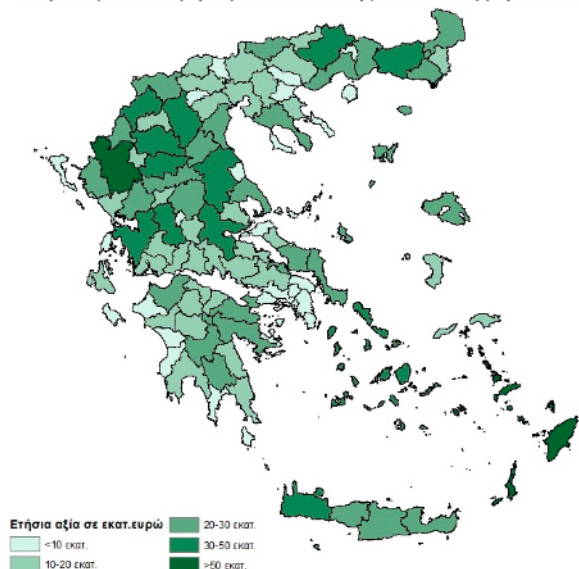 Ετήσια αξία σε εκατ.ευρώ
<10 εκατ.
10-20 εκατ.
20-30 εκατ.
30-50 εκατ.
>50 εκατ.